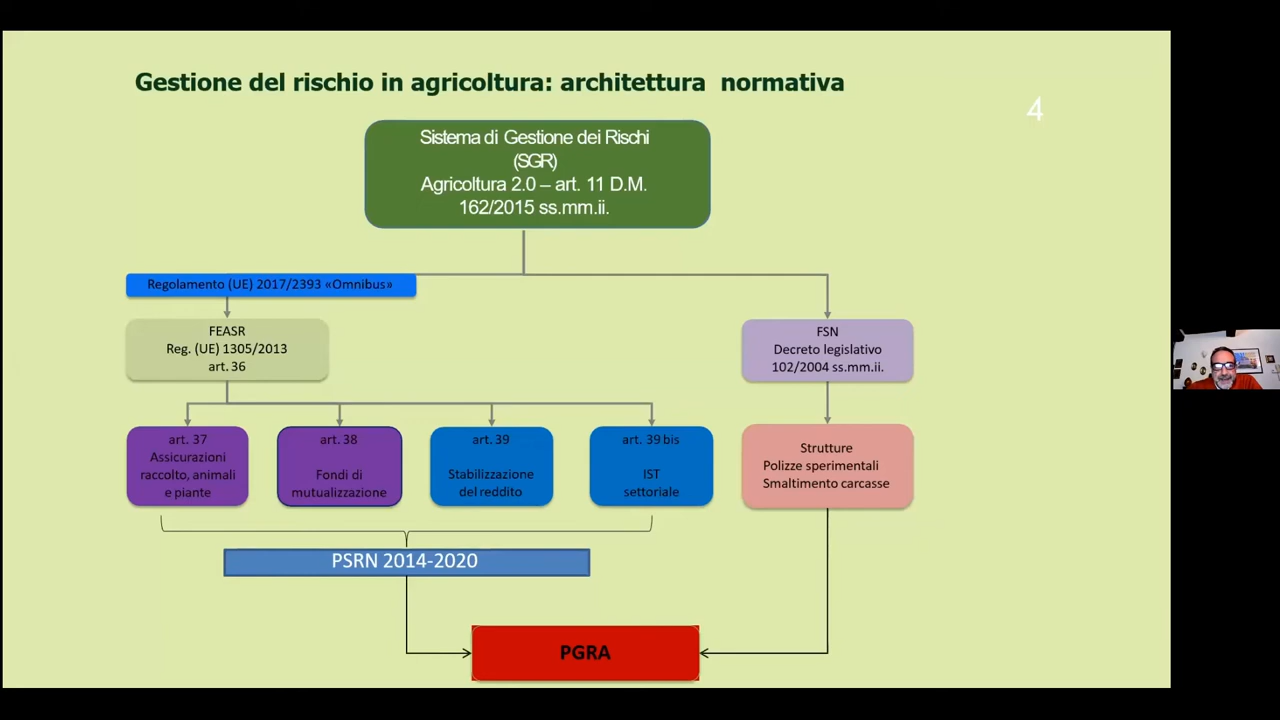 Gestione del rischio in agricoltura: architettura normativa
4
Sistema di Gestione dei Rischi
(SGR)
Agricoltura 2.0 – art. 11 D.M.
162/2015 ss.mm.ii.
Regolamento (UE) 2017/2393 «Omnibus»
FEASR
Reg. (UE) 1305/2013
art. 36
FSN
Decreto legislativo
102/2004 ss.mm.ii.
art. 37
Assicurazioni
raccolto, animali
e piante
art. 38
Fondi di
mutualizzazione
art. 39
Stabilizzazione
del reddito
art. 39 bis
IST
settoriale
Strutture
Polizze sperimentali
Smaltimento carcasse
PSRN 2014-2020
PGRA